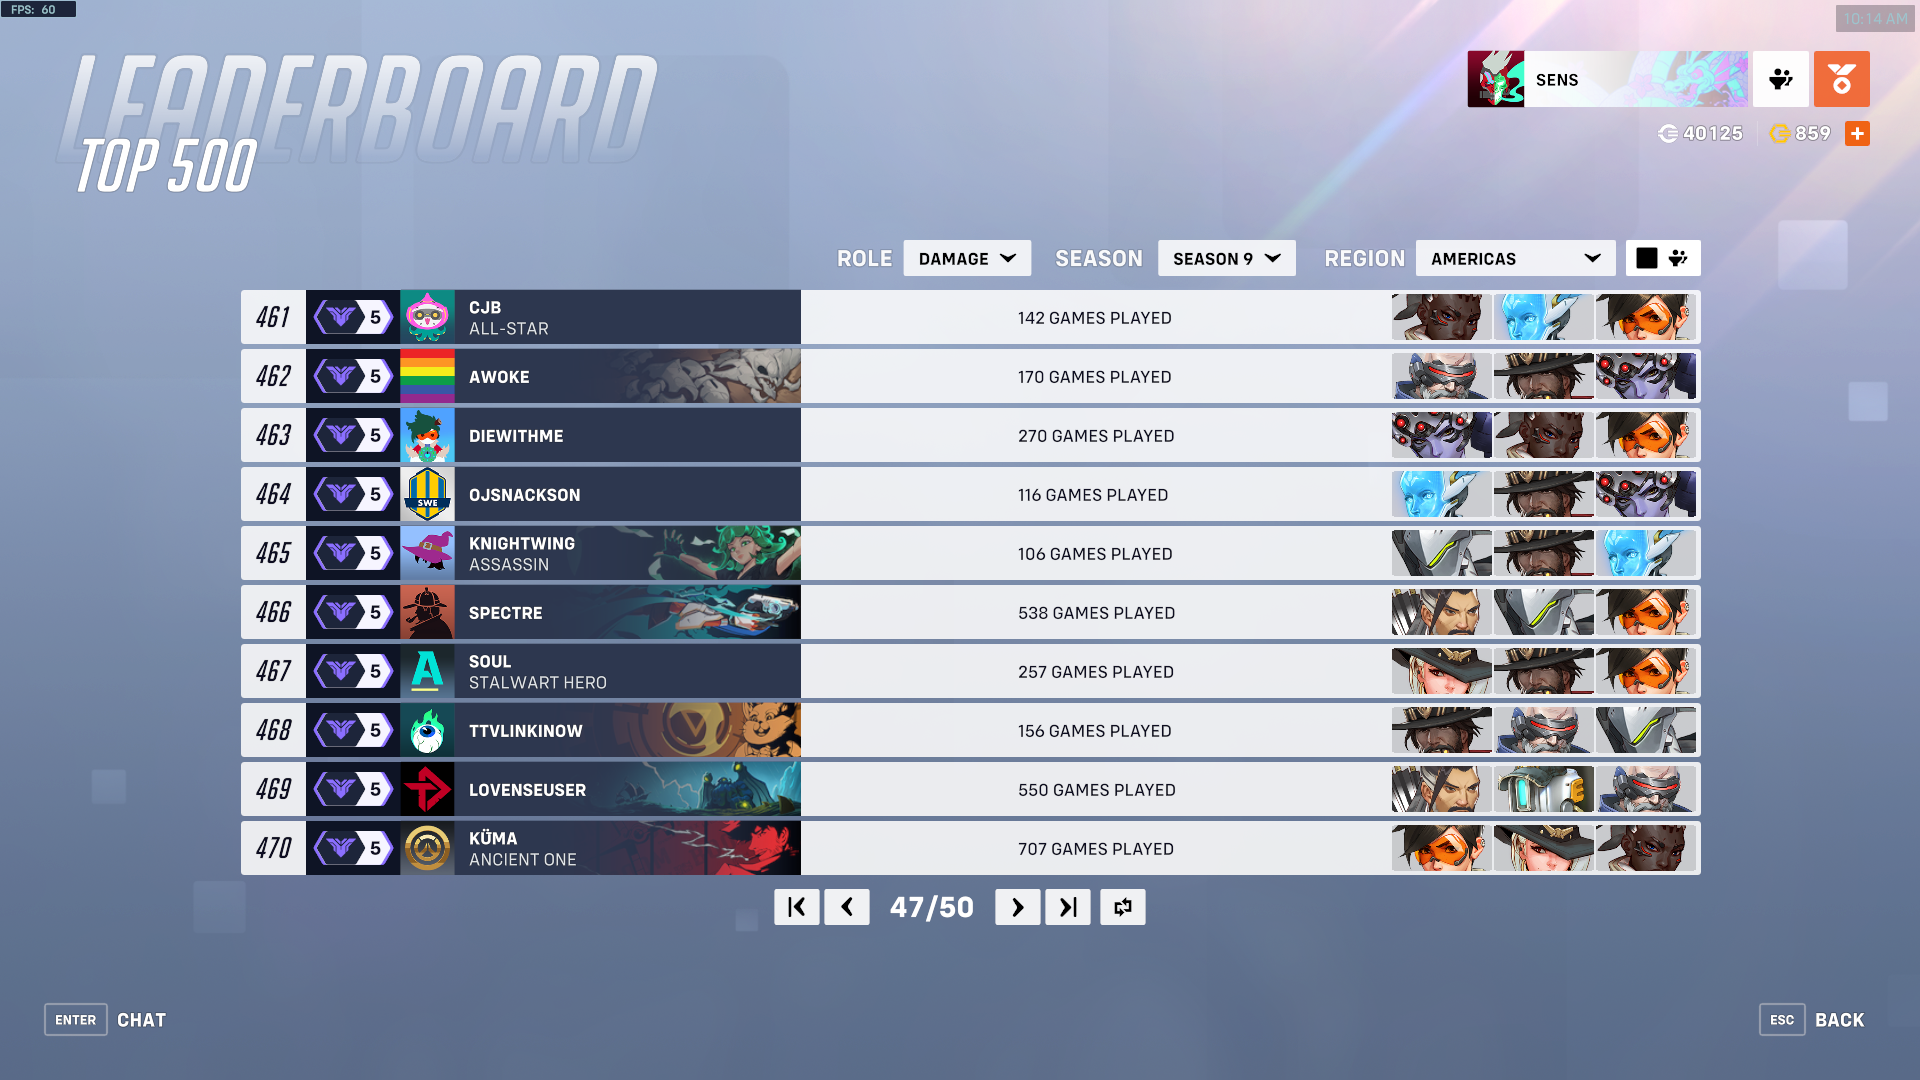 FPS: 60
10:14 AM
LEADERBOARD
TOP 500
SENS
40125
859
ROLE DAMAGE SEASON SEASON 9 REGION AMERICAS
461 5 CJB 142 GAMES PLAYED
ALL-STAR
462 5 AWOKE 170 GAMES PLAYED
463 5 DIEWITHME 270 GAMES PLAYED
464 5 SWE OJSNACKSON 116 GAMES PLAYED
465 5 KNIGHTWING 106 GAMES PLAYED
ASSASSIN
466 5 SPECTRE 538 GAMES PLAYED
467 5 A SOUL 257 GAMES PLAYED
STALWART HERO
468 5 TTVLINKINOW 156 GAMES PLAYED
469 5 LOVENSEUSER 550 GAMES PLAYED
470 5 KÜMA 707 GAMES PLAYED
ANCIENT ONE
47/50
ENTER CHAT
ESC BACK